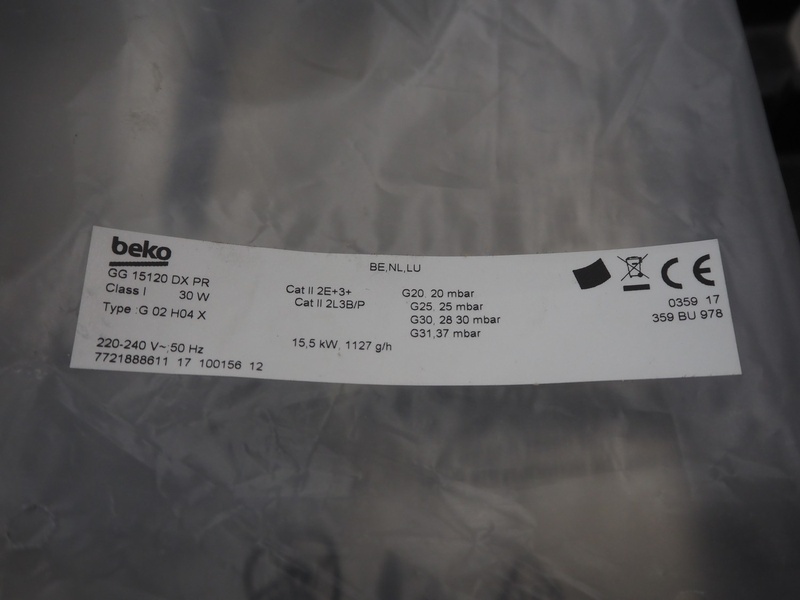 beko
GG 15120 DX PR
Class I 30 W
Type :G 02 H04 X
220-240 V~;50 Hz
7721888611 17 100156 12
BE,NL,LU
Cat II 2E+3+
Cat II 2L3B/P
15,5 kW, 1127 g/h
G20, 20 mbar
G25, 25 mbar
G30, 28 30 mbar
G31,37 mbar
CE
0359 17
359 BU 978